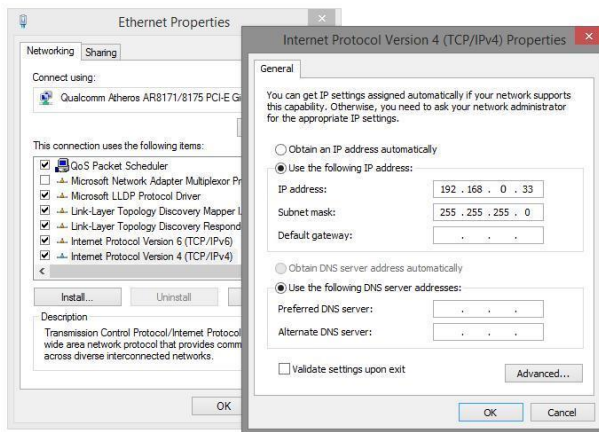 Ethernet Properties
Networking
Sharing
Connect using:
Qualcomm Atheros AR8171/8175 PCI-E
This connection uses the following items:
QoS Packet Scheduler
Microsoft Network Adapter Multiplexor
Microsoft LLDP Protocol Driver
Link-Layer Topology Discovery Mapper
Link-Layer Topology Discovery
Internet Protocol Version 6 (TCP/IPv6)
Internet Protocol Version 4 (TCP/IPv4)
Install...
Uninstall
Description
Transmission Control Protocol/Internet Protocol
wide area network protocol that provides
across diverse interconnected networks.
OK
Internet Protocol Version 4 (TCP/IPv4) Properties
General
You can get IP settings assigned automatically if your network supports
this capability. Otherwise, you need to ask your network administrator
for the appropriate IP settings.
Obtain an IP address automatically
Use the following IP address:
IP address: 192 . 168 . 0 . 33
Subnet mask: 255 . 255 . 255 . 0
Default gateway: . . .
Obtain DNS server address automatically
Use the following DNS server addresses:
Preferred DNS server: . . .
Alternate DNS server: . . .
Validate settings upon exit
Advanced...
OK
Cancel